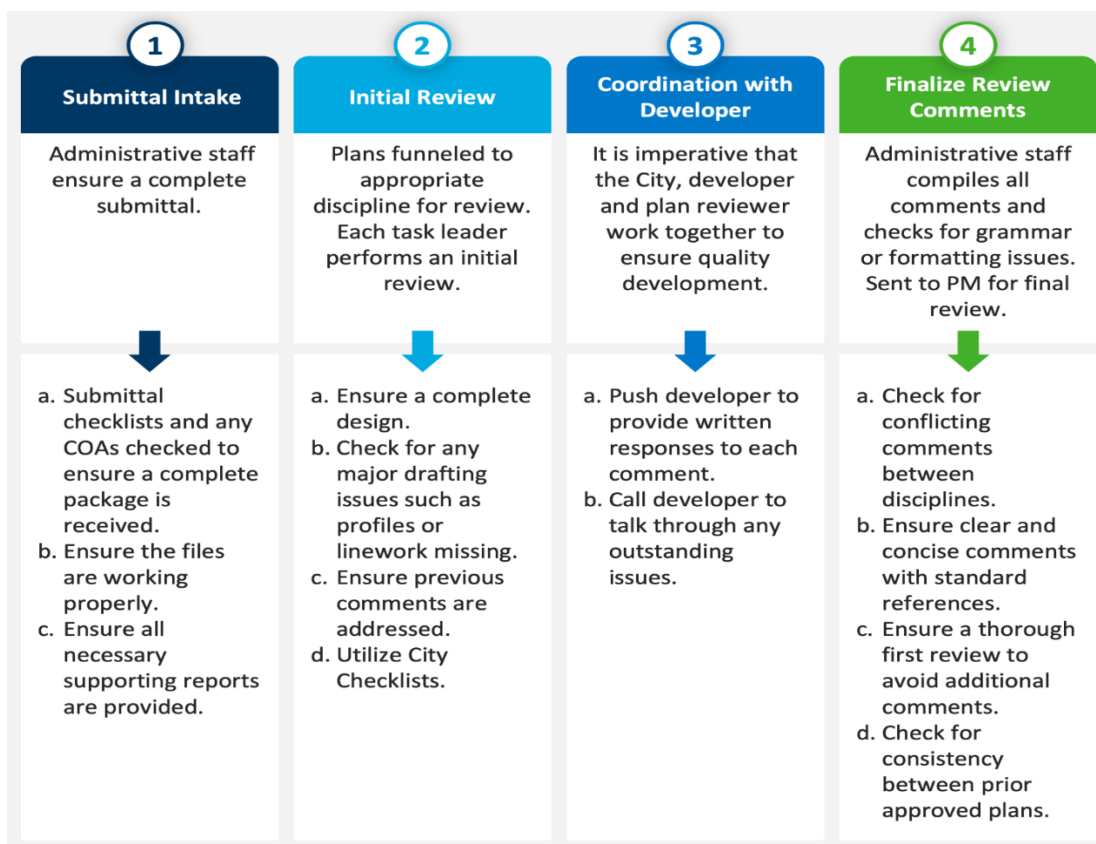 1
Submittal Intake
Administrative staff
ensure a complete
submittal.
a. Submittal
checklists and any
COAs checked to
ensure a complete
package is
received.
b. Ensure the files
are working
properly.
c. Ensure all
necessary
supporting reports
are provided.
2
Initial Review
Plans funneled to
appropriate
discipline for review.
Each task leader
performs an initial
review.
a. Ensure a complete
design.
b. Check for any
major drafting
issues such as
profiles or
linework missing.
c. Ensure previous
comments are
addressed.
d. Utilize City
Checklists.
3
Coordination with
Developer
It is imperative that
the City, developer
and plan reviewer
work together to
ensure quality
development.
a. Push developer to
provide written
responses to each
comment.
b. Call developer to
talk through any
outstanding
issues.
4
Finalize Review
Comments
Administrative staff
compiles all
comments and
checks for grammar
or formatting issues.
Sent to PM for final
review.
a. Check for
conflicting
comments
between
disciplines.
b. Ensure clear and
concise comments
with standard
references.
c. Ensure a thorough
first review to
avoid additional
comments.
d. Check for
consistency
between prior
approved plans.